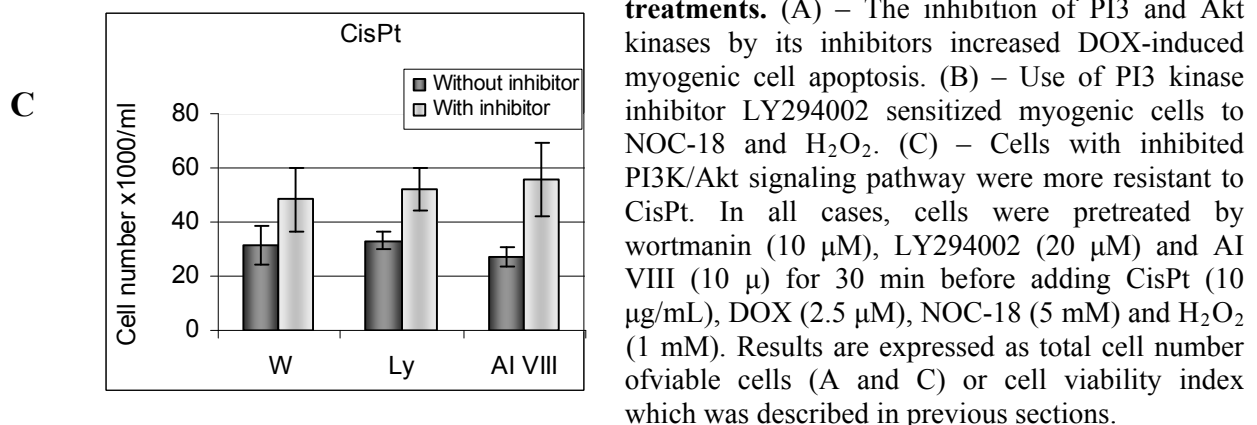 C
CisPt
Without inhibitor
With inhibitor
Cell number x1000/ml
80
60
40
20
0
W
Ly
AI VIII
treatments. (A) – The inhibition of PI3 and Akt
kinases by its inhibitors increased DOX-induced
myogenic cell apoptosis. (B) – Use of PI3 kinase
inhibitor LY294002 sensitized myogenic cells to
NOC-18 and H₂O₂. (C) – Cells with inhibited
PI3K/Akt signaling pathway were more resistant to
CisPt. In all cases, cells were pretreated by
wortmanin (10 μM), LY294002 (20 μM) and AI
VIII (10 μ) for 30 min before adding CisPt (10
μg/mL), DOX (2.5 μM), NOC-18 (5 mM) and H₂O₂
(1 mM). Results are expressed as total cell number
ofviable cells (A and C) or cell viability index
which was described in previous sections.